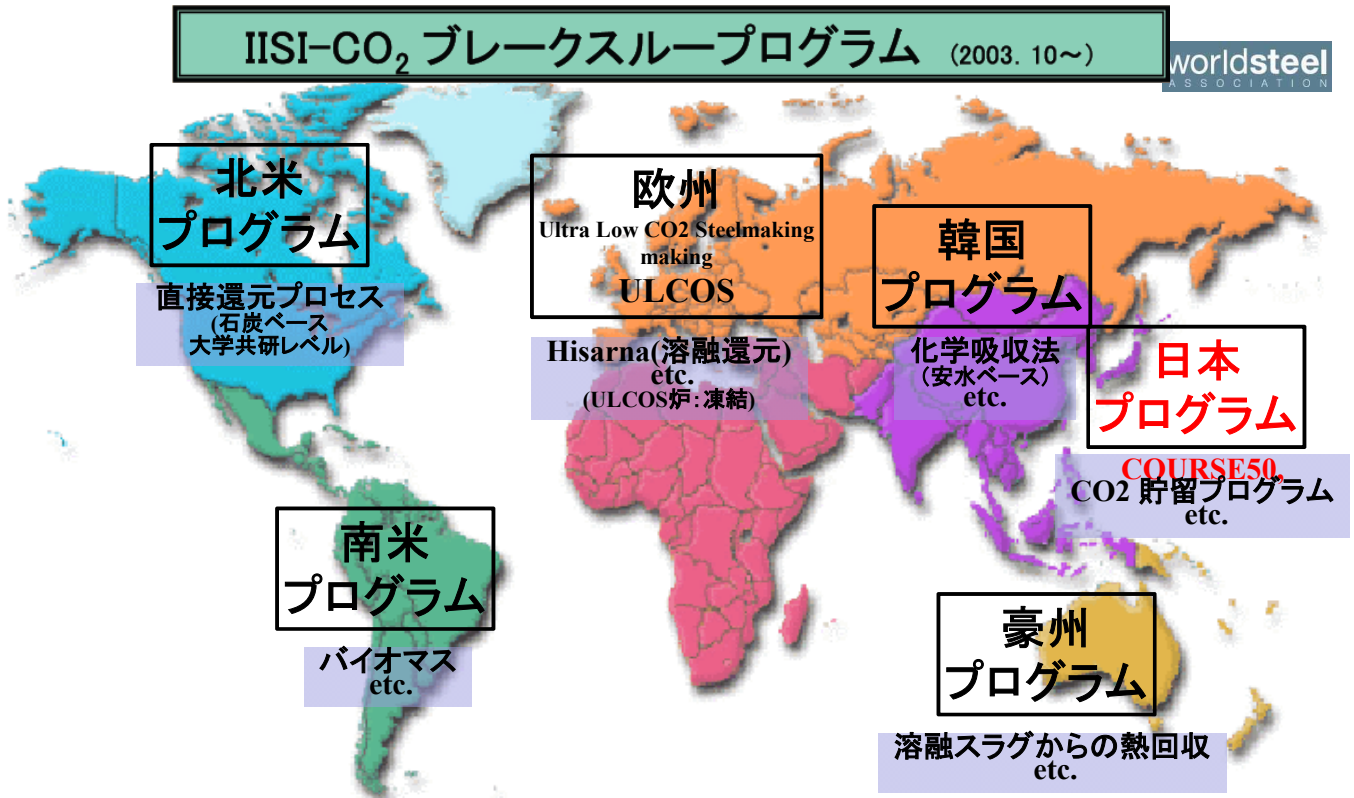 IISI-CO2 ブレークスループログラム (2003. 10~)
worldsteel
ASSOCIATION
北米
プログラム
直接還元プロセス
(石炭ベース
大学共研レベル)
欧州
Ultra Low CO2 Steelmaking
making
ULCOS
Hisarna(溶融還元)
etc.
(ULCOS炉:凍結)
韓国
プログラム
化学吸収法
(安水ベース)
etc.
日本
プログラム
COURSE50,
CO2 貯留プログラム
etc.
南米
プログラム
バイオマス
etc.
豪州
プログラム
溶融スラグからの熱回収
etc.